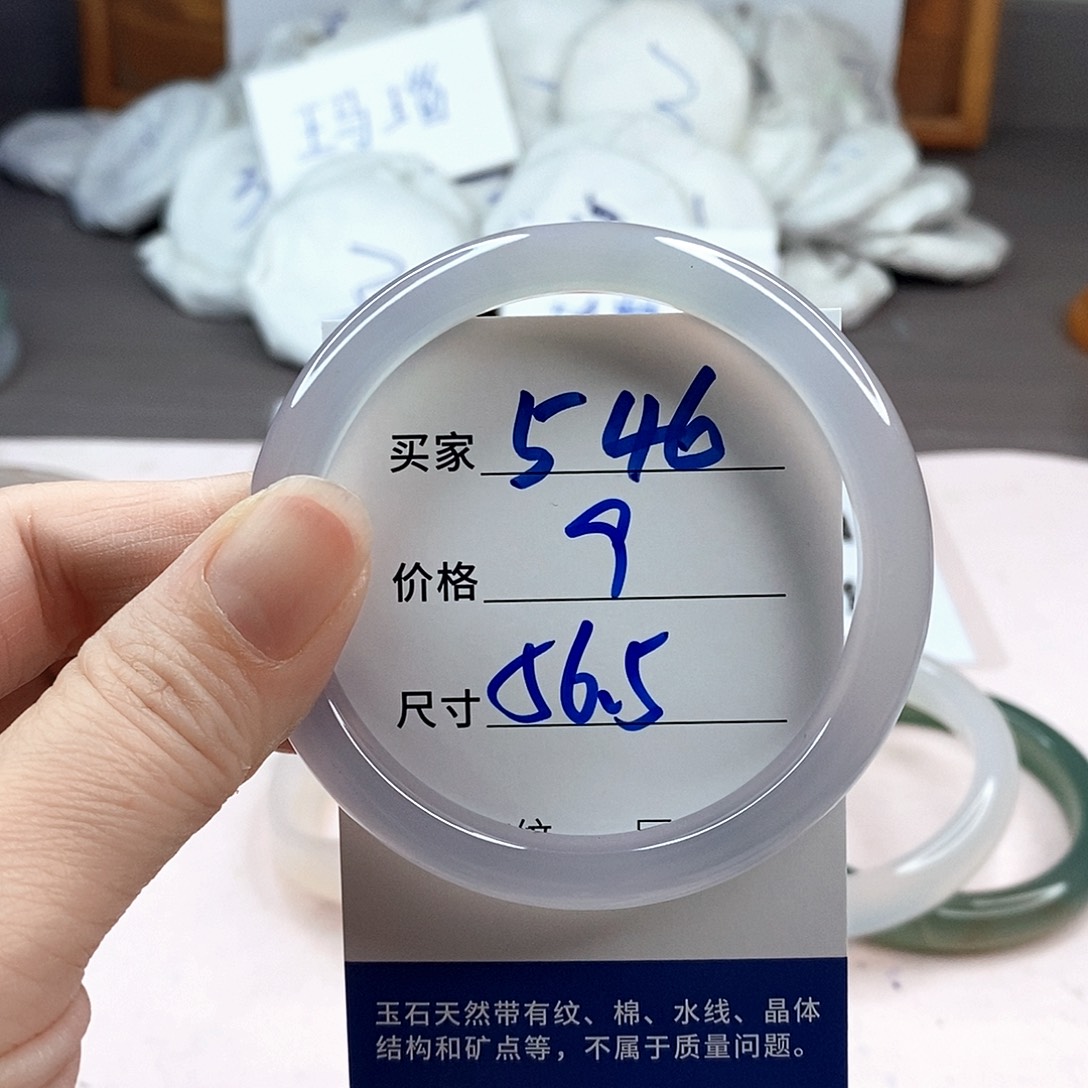 玛瑙
买家 546
价格 9
尺寸 56.5
玉石天然带有纹、棉、水线、晶体
结构和矿点等，不属于质量问题。